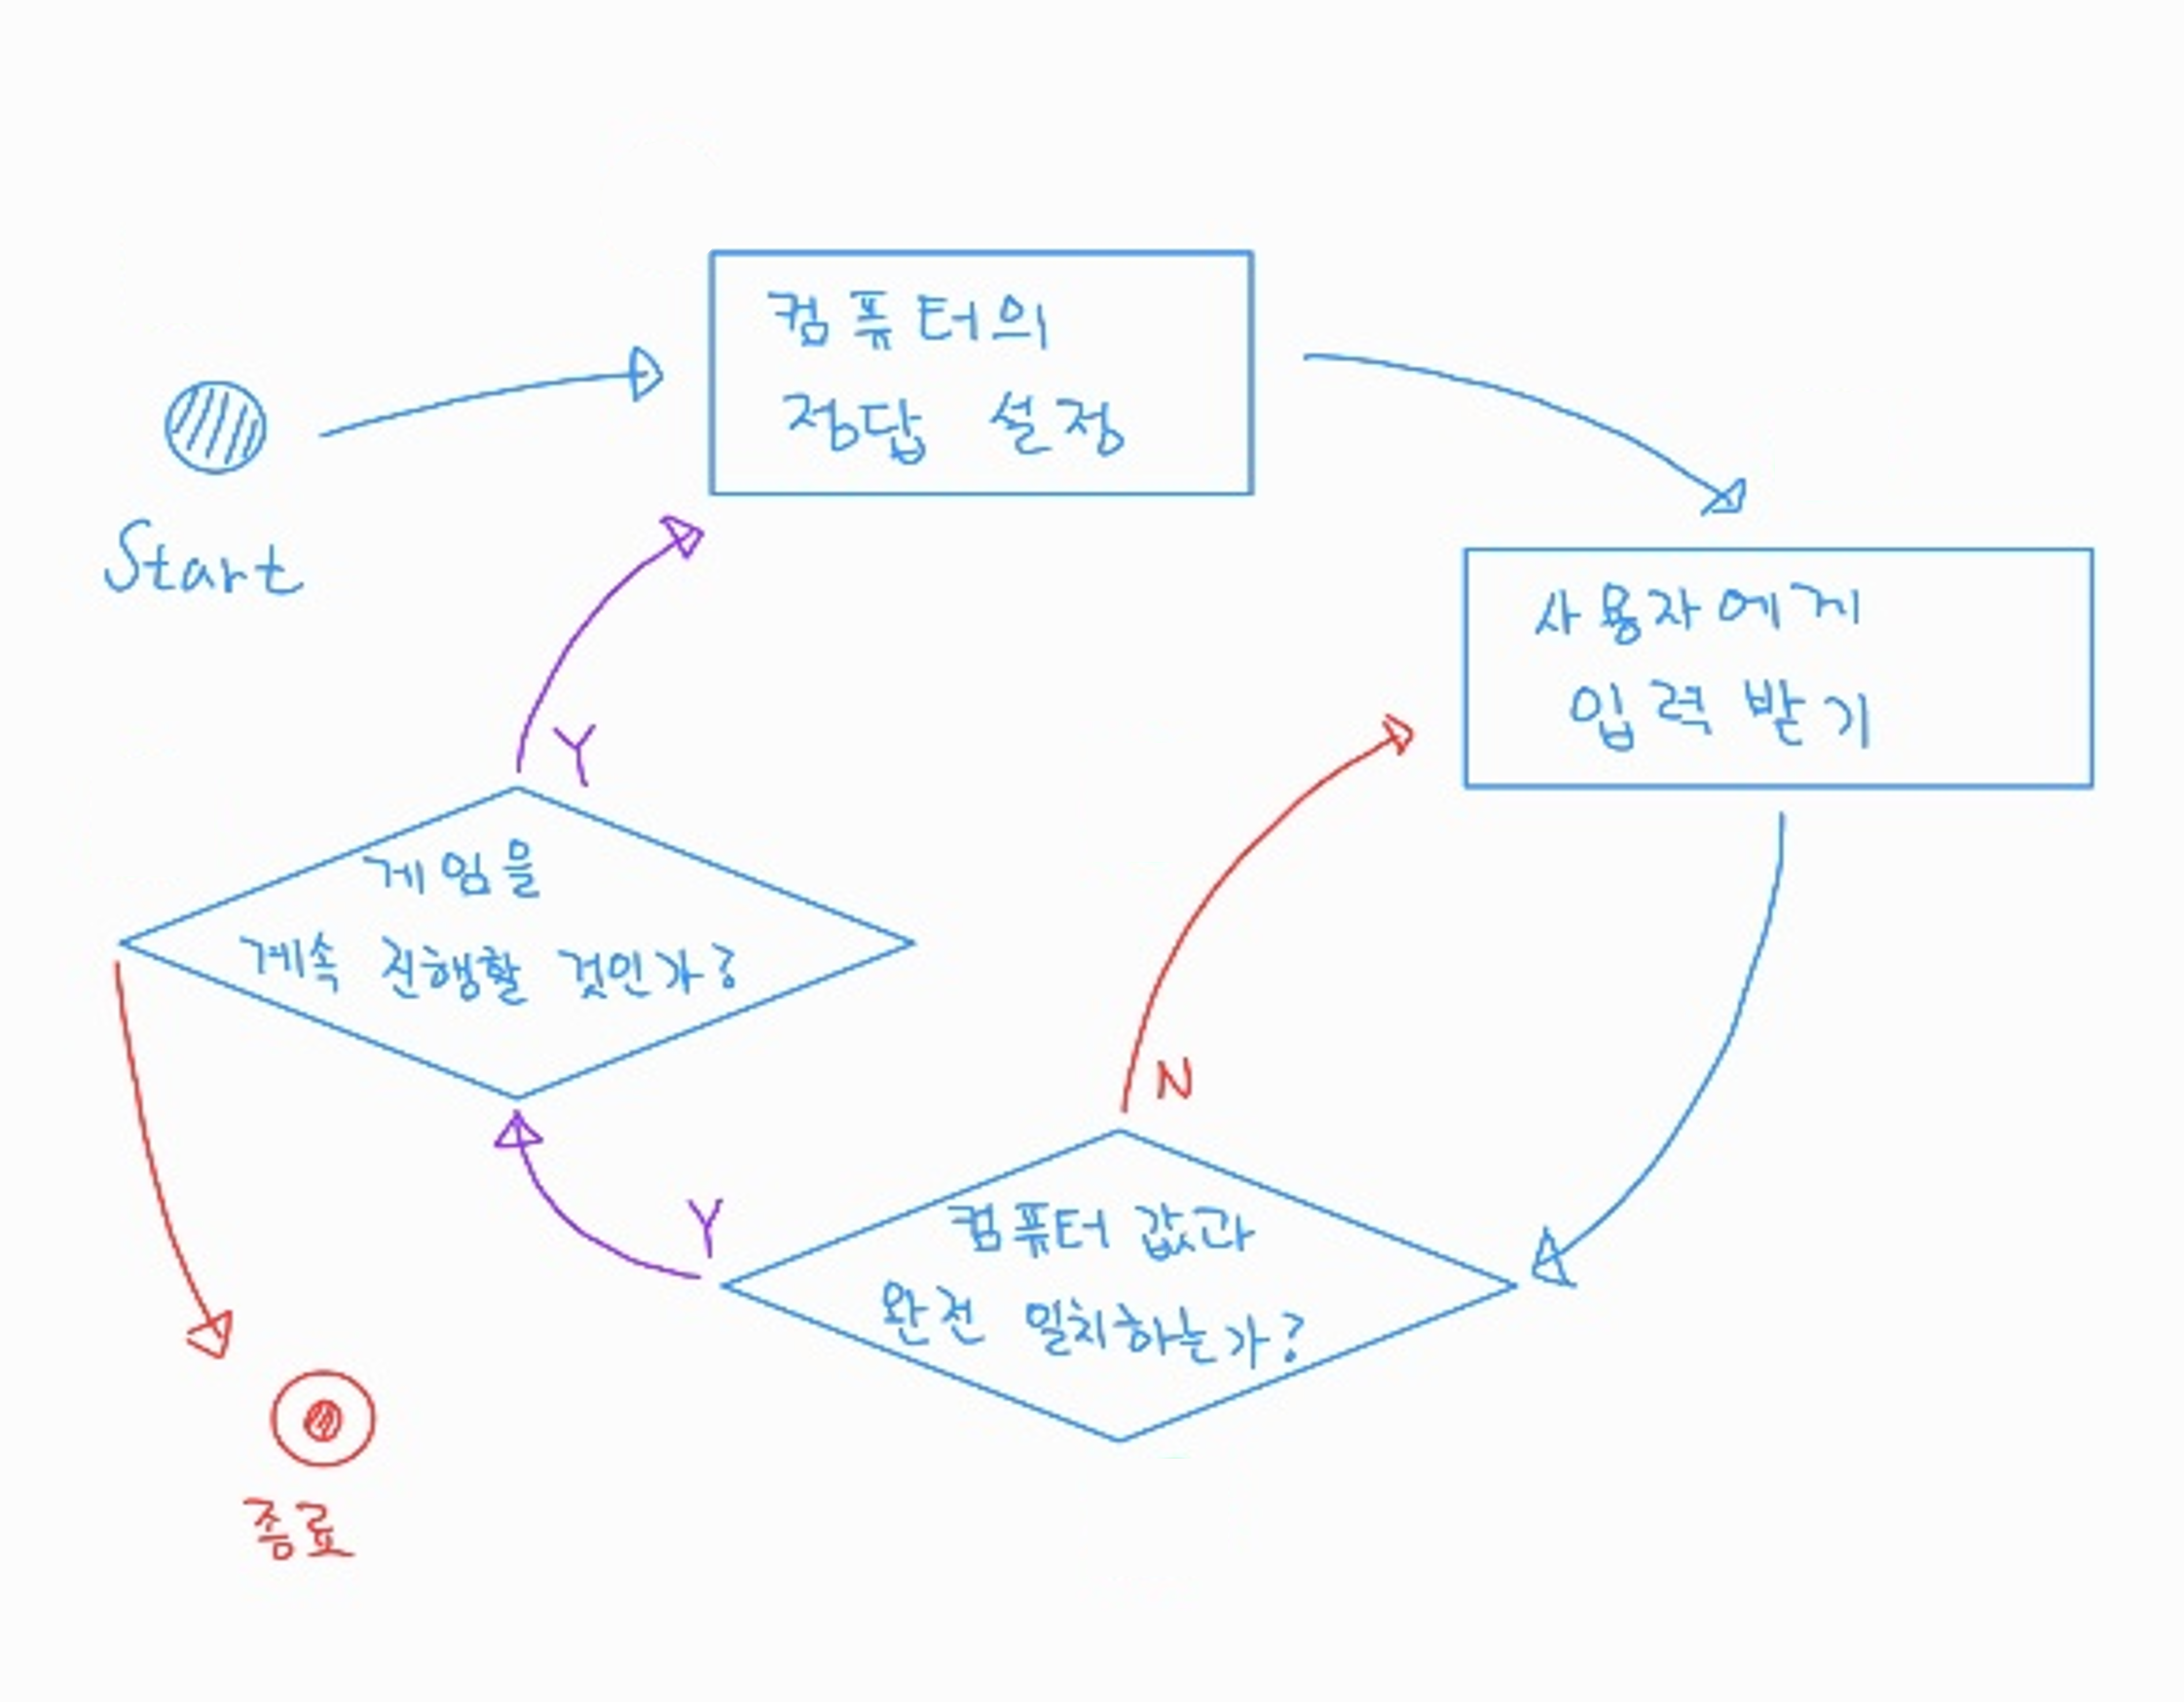 컴퓨터의
정답 설정
Start
사용자에게
입력 받기
Y
게임을
계속 진행할 것인가?
N
Y
컴퓨터 값과
완전 일치하는가?
종료